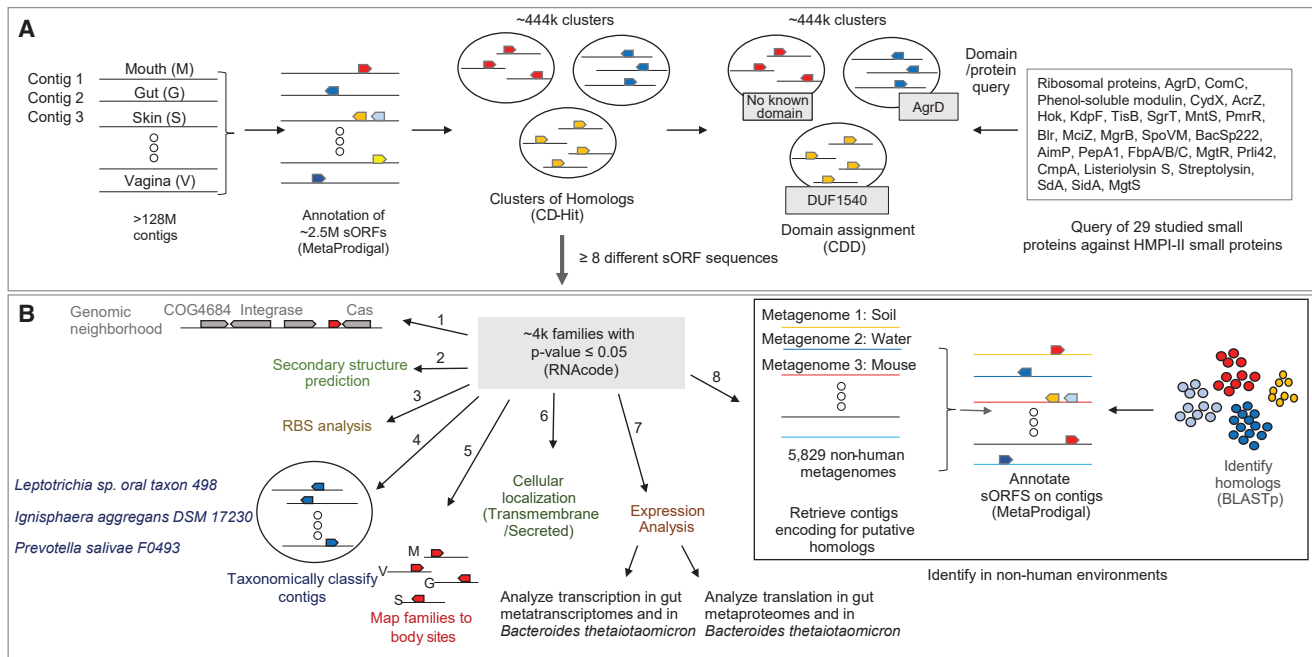 A
~444k clusters
~444k clusters
Contig 1
Contig 2
Contig 3
Mouth (M)
Gut (G)
Skin (S)
Vagina (V)
>128M
contigs
Annotation of
~2.5M sORFs
(MetaProdigal)
Clusters of Homologs
(CD-Hit)
No known
domain
AgrD
DUF1540
Domain assignment
(CDD)
Domain
/protein
query
Ribosomal proteins, AgrD, ComC,
Phenol-soluble modulin, CydX, AcrZ,
Hok, KdpF, TisB, SgrT, MntS, PmrR,
Blr, MciZ, MgrB, SpoVM, BacSp222,
AimP, PepA1, FbpA/B/C, MgtR, Prli42,
CmpA, Listeriolysin S, Streptolysin,
SdA, SidA, MgtS
Query of 29 studied small
proteins against HMPI-II small proteins
≥ 8 different sORF sequences
B
Genomic
neighborhood
COG4684 Integrase Cas
~4k families with
p-value ≤ 0.05
(RNAcode)
1
2
3
4
5
6
7
8
Secondary structure
prediction
RBS analysis
Leptotrichia sp. oral taxon 498
Ignisphaera aggregans DSM 17230
Prevotella salivae F0493
Taxonomically classify
contigs
M
V
G
S
Map families to
body sites
Cellular
localization
(Transmembrane
/Secreted)
Expression
Analysis
Analyze transcription in gut
metatranscriptomes and in
Bacteroides thetaiotaomicron
Analyze translation in gut
metaproteomes and in
Bacteroides thetaiotaomicron
Metagenome 1: Soil
Metagenome 2: Water
Metagenome 3: Mouse
5,829 non-human
metagenomes
Retrieve contigs
encoding for putative
homologs
Annotate
sORFS on contigs
(MetaProdigal)
Identify
homologs
(BLASTp)
Identify in non-human environments